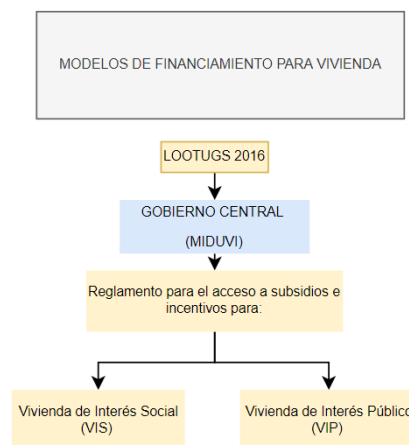 MODELOS DE FINANCIAMIENTO PARA VIVIENDA
LOOTUGS 2016
GOBIERNO CENTRAL
(MIDUVI)
Reglamento para el acceso a subsidios e
incentivos para:
Vivienda de Interés Social
(VIS)
Vivienda de Interés Público
(VIP)